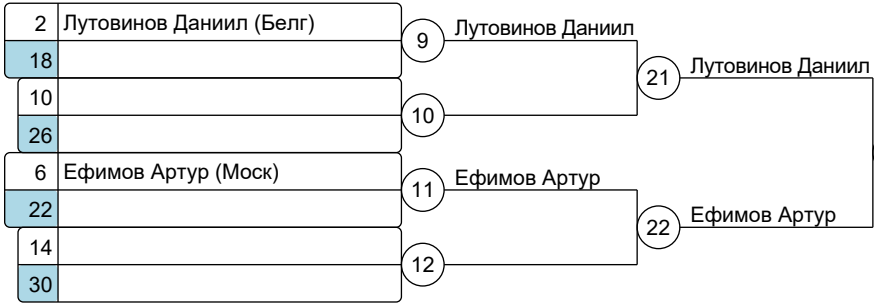 2 Лутовинов Даниил (Белг)
9 Лутовинов Даниил
18
21 Лутовинов Даниил
10
10
26
6 Ефимов Артур (Моск)
11 Ефимов Артур
22
22 Ефимов Артур
14
12
30